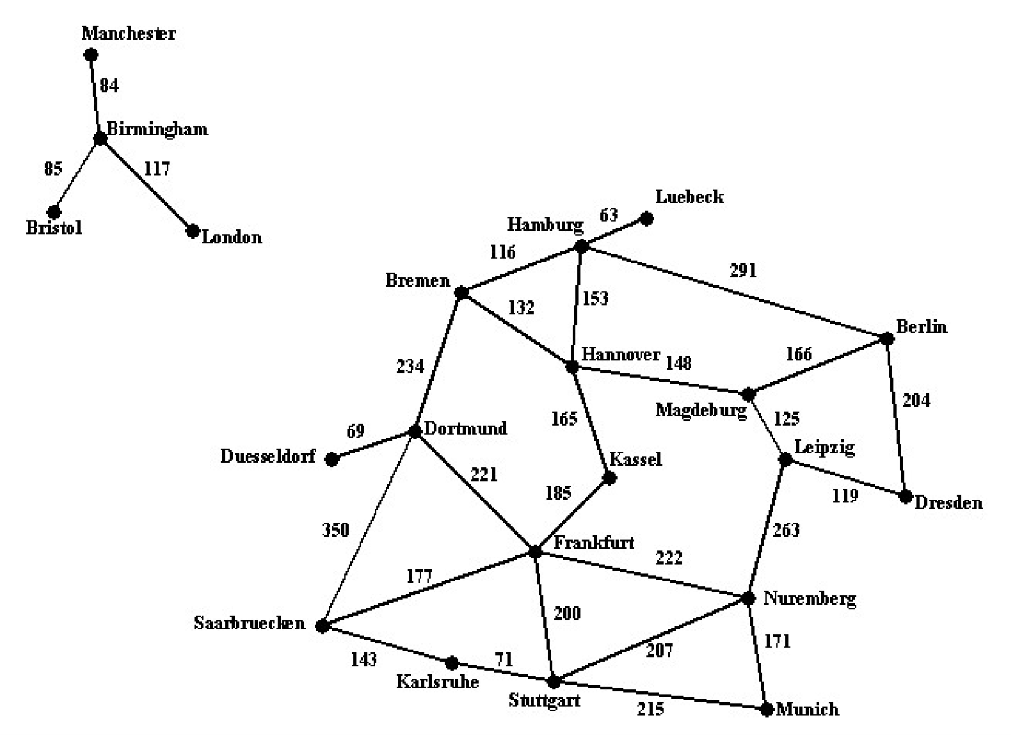 Manchester
84
Birmingham
85
117
Bristol
London
Luebeck
63
Hamburg
116
291
Bremen
153
132
Berlin
Hannover
166
148
234
204
Magdeburg
125
165
69
Dortmund
Leipzig
Duesseldorf
Kassel
221
119
185
Dresden
350
263
Frankfurt
222
177
Nuremberg
200
Saarbruecken
171
207
143
71
Karlsruhe
Stuttgart
215
Munich